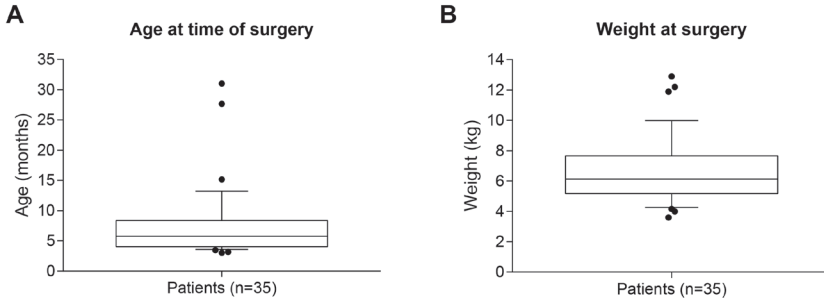 A
Age at time of surgery
35
30
25
20
15
10
5
0
Age (months)
Patients (n=35)
B
Weight at surgery
14
12
10
8
6
4
2
0
Weight (kg)
Patients (n=35)